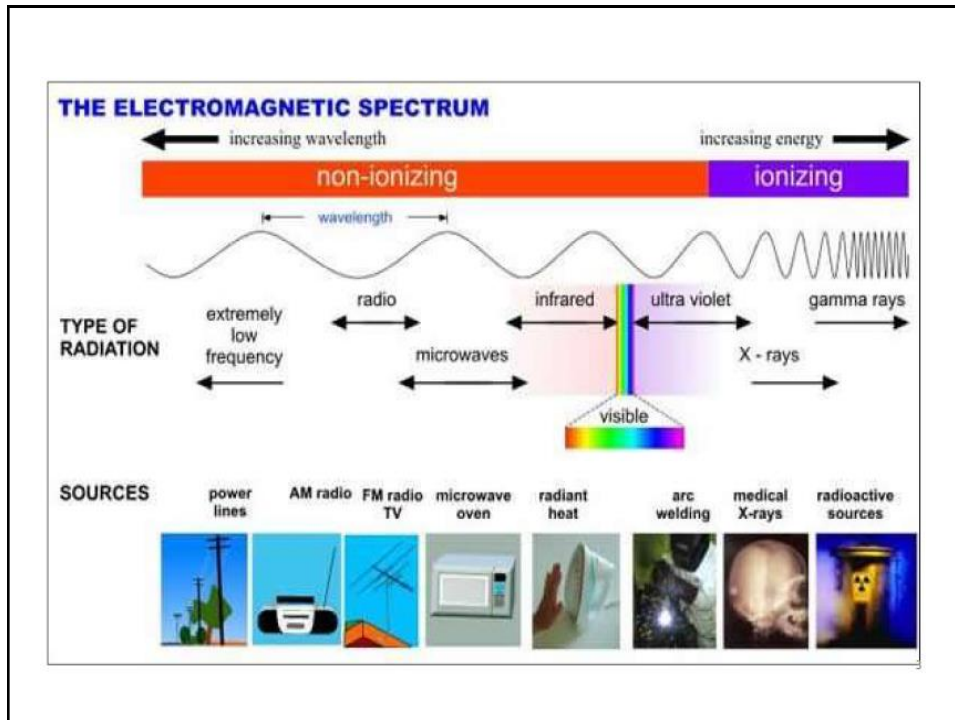 THE ELECTROMAGNETIC SPECTRUM
increasing wavelength
increasing energy
non-ionizing
ionizing
wavelength
TYPE OF
RADIATION
extremely
low
frequency
radio
microwaves
infrared
visible
ultra violet
X - rays
gamma rays
SOURCES
power
lines
AM radio
FM radio
TV
microwave
oven
radiant
heat
arc
welding
medical
X-rays
radioactive
sources
3